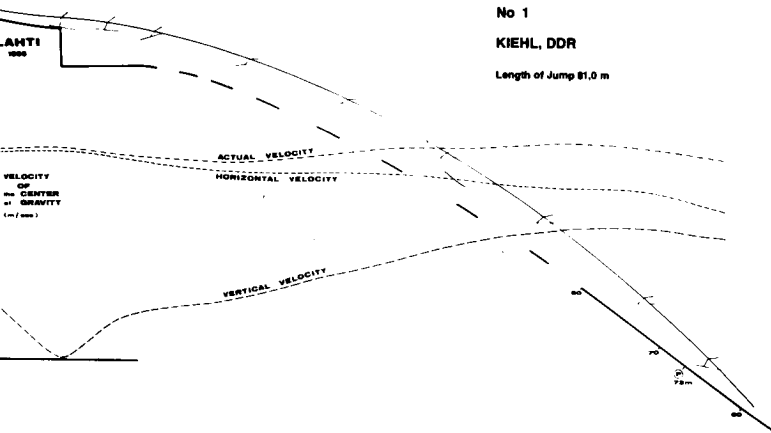 No 1
KIEHL, DDR
Length of Jump 81,0 m
LAHTI
ACTUAL VELOCITY
HORIZONTAL VELOCITY
VELOCITY
OF
the CENTER
of GRAVITY
(m/sec)
VERTICAL VELOCITY
60
70
P
73m
80